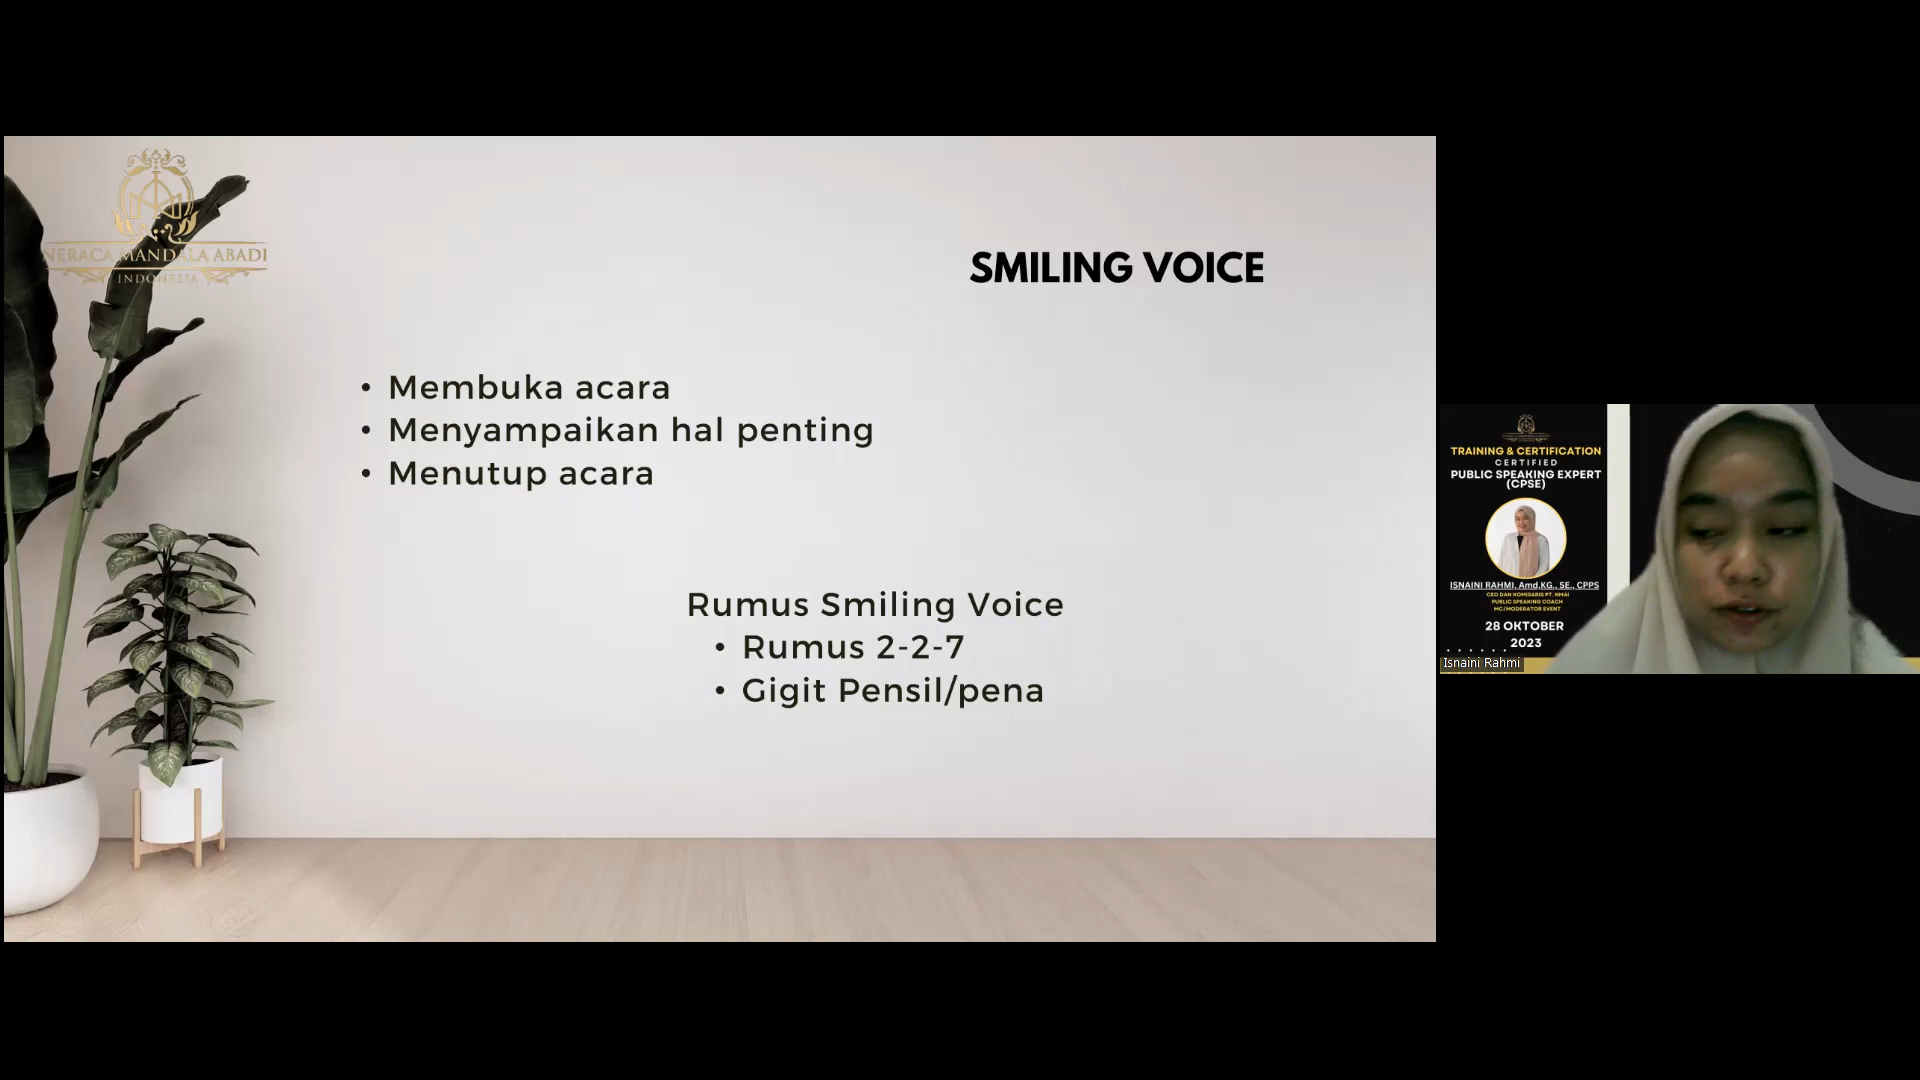 NERACA MANDALA ABADI
INDONESIA
SMILING VOICE
• Membuka acara
• Menyampaikan hal penting
• Menutup acara
Rumus Smiling Voice
• Rumus 2-2-7
• Gigit Pensil/pena
TRAINING & CERTIFICATION
CERTIFIED
PUBLIC SPEAKING EXPERT
(CPSE)
ISNAINI RAHMI, Amd,KG., SE., CPPS
CEO DAN KOMISARIS PT. NMAI
PUBLIC SPEAKING COACH
MC/MODERATOR EVENT
28 OKTOBER
2023
Isnaini Rahmi